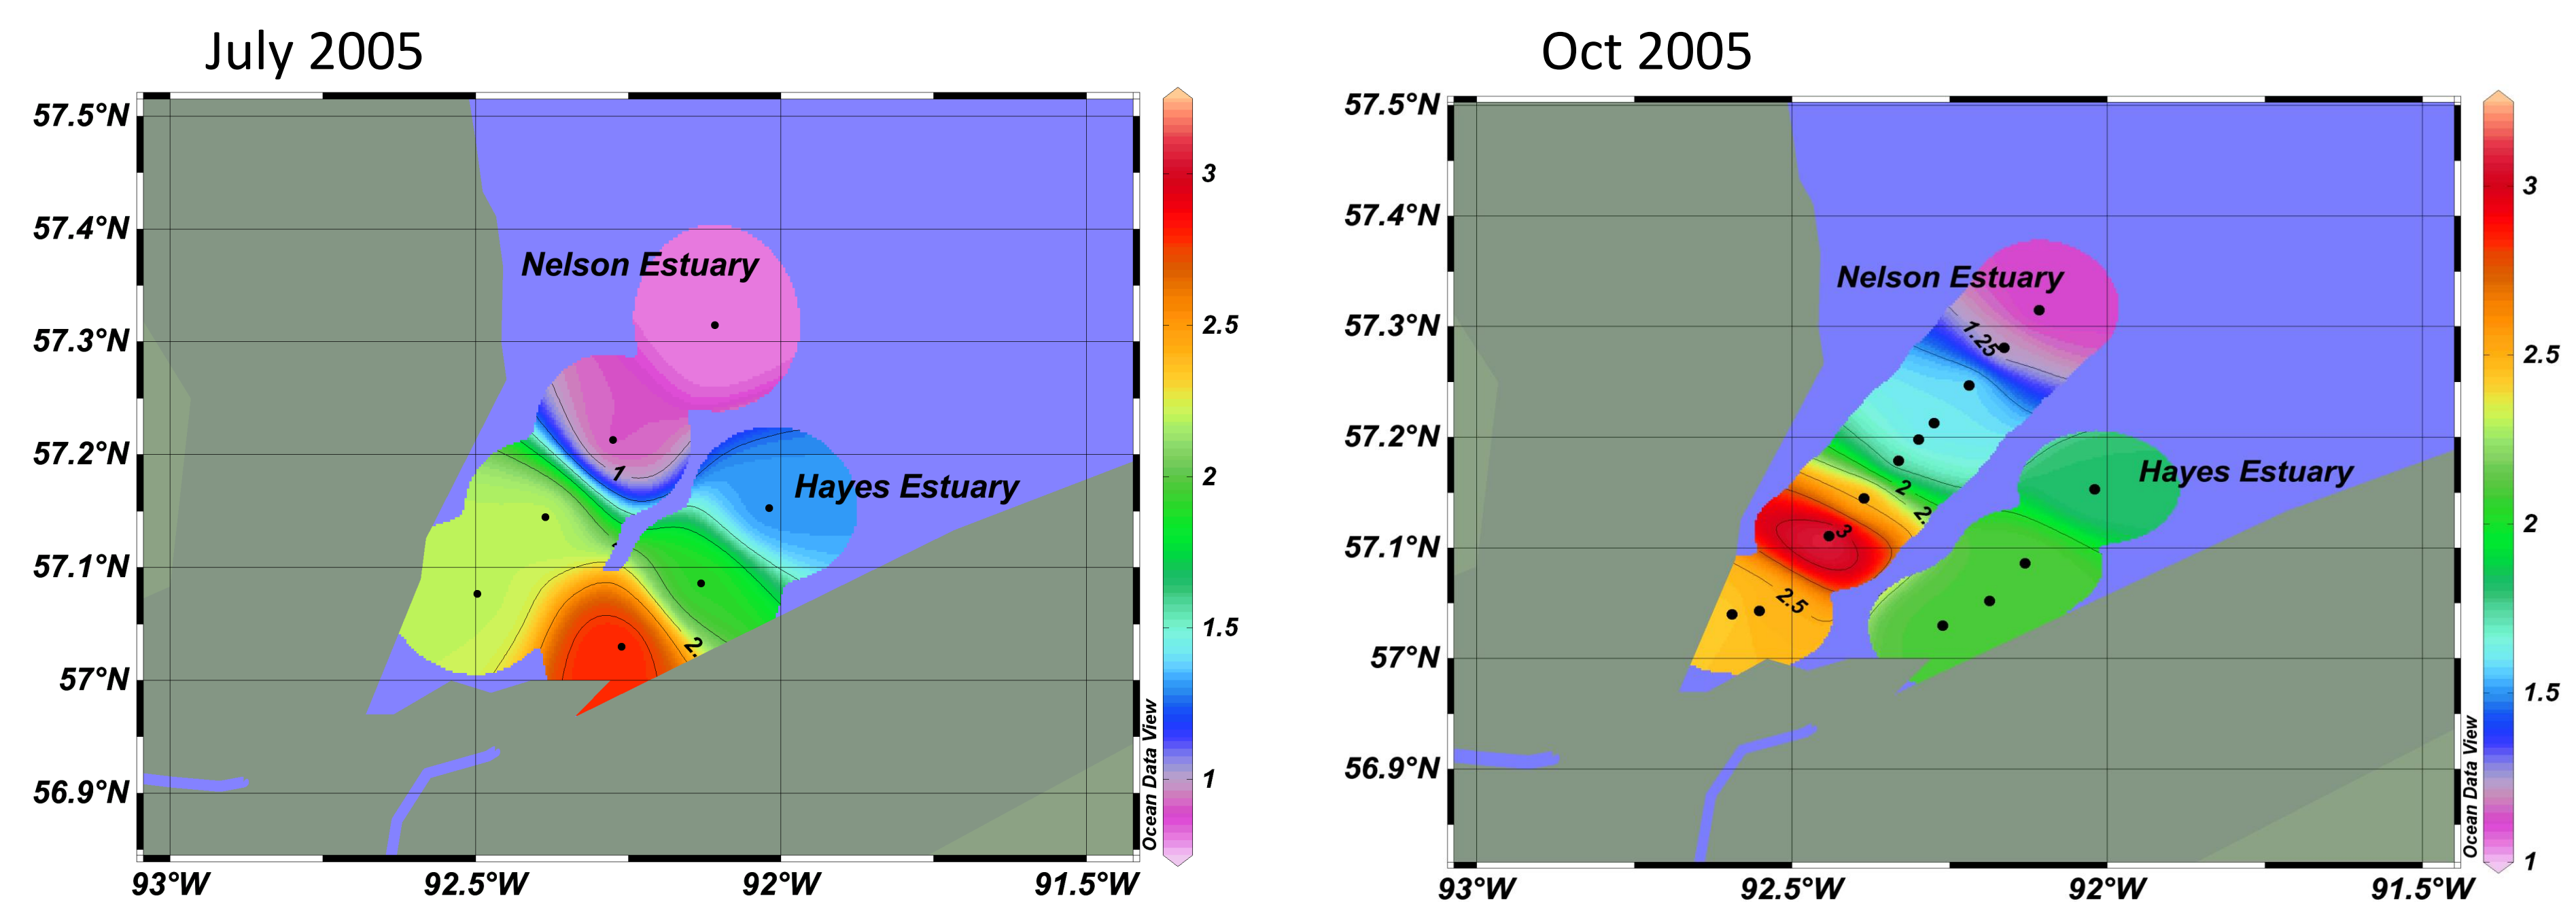 July 2005
Oct 2005
57.5°N
57.4°N
57.3°N
57.2°N
57.1°N
57°N
56.9°N
93°W
92.5°W
92°W
91.5°W
Nelson Estuary
Hayes Estuary
1
2.
3
2.5
2
1.5
1
Ocean Data View
57.5°N
57.4°N
57.3°N
57.2°N
57.1°N
57°N
56.9°N
93°W
92.5°W
92°W
91.5°W
Nelson Estuary
1.25
Hayes Estuary
2
2.
3
2.5
3
2.5
2
1.5
1
Ocean Data View